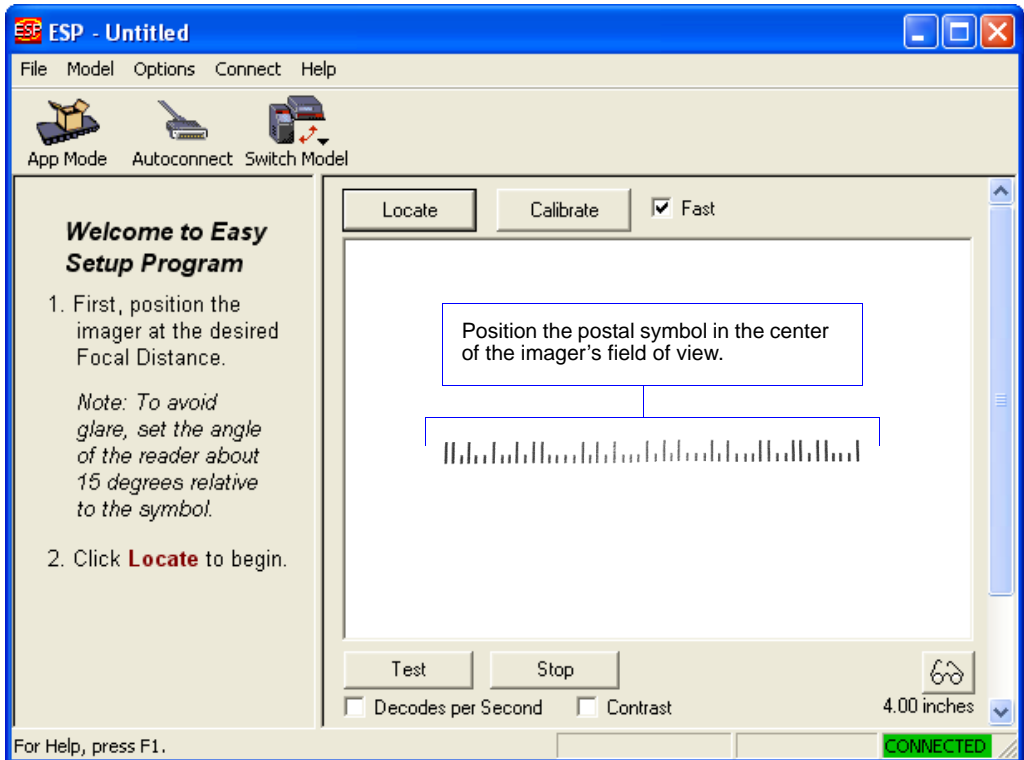 ESP - Untitled
File Model Options Connect Help
App Mode Autoconnect Switch Model
Welcome to Easy
Setup Program
1. First, position the
imager at the desired
Focal Distance.
Note: To avoid
glare, set the angle
of the reader about
15 degrees relative
to the symbol.
2. Click Locate to begin.
Locate Calibrate Fast
Position the postal symbol in the center
of the imager's field of view.
Test Stop
Decodes per Second Contrast
4.00 inches
For Help, press F1.
CONNECTED